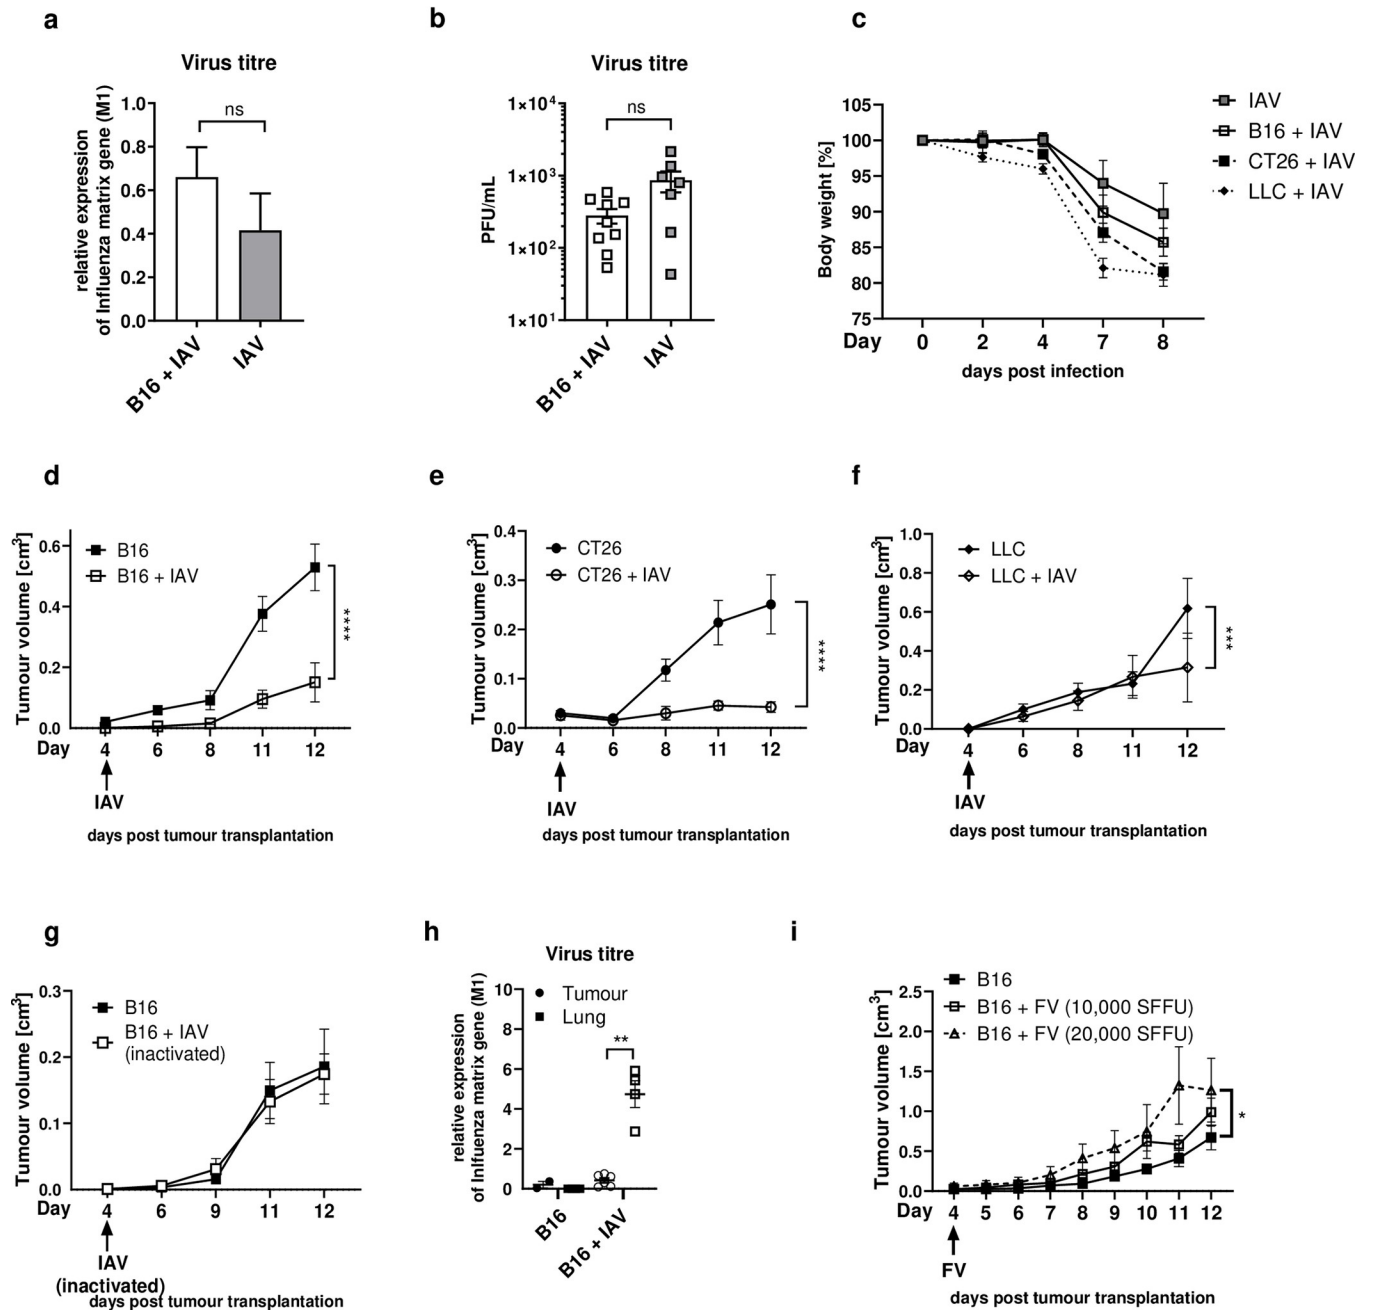 a
Virus titre
relative expression
of Influenza matrix gene (M1)
1.0
0.8
0.6
0.4
0.2
0.0
ns
B16 + IAV
IAV
b
Virus titre
PFU/mL
1×10⁴
1×10³
1×10²
1×10¹
ns
B16 + IAV
IAV
c
Body weight [%]
105
100
95
90
85
80
75
IAV
B16 + IAV
CT26 + IAV
LLC + IAV
Day 0 2 4 7 8
days post infection
d
Tumour volume [cm³]
0.6
0.4
0.2
0.0
B16
B16 + IAV
****
Day 4 6 8 11 12
IAV
days post tumour transplantation
e
Tumour volume [cm³]
0.4
0.3
0.2
0.1
0.0
CT26
CT26 + IAV
****
Day 4 6 8 11 12
IAV
days post tumour transplantation
f
Tumour volume [cm³]
1.0
0.8
0.6
0.4
0.2
0.0
LLC
LLC + IAV
***
Day 4 6 8 11 12
IAV
days post tumour transplantation
g
Tumour volume [cm³]
0.3
0.2
0.1
0.0
B16
B16 + IAV
(inactivated)
Day 4 6 9 11 12
IAV
(inactivated)
days post tumour transplantation
h
Virus titre
relative expression
of Inlfuenza matrix gene (M1)
10
8
6
4
2
0
Tumour
Lung
**
B16
B16 + IAV
i
Tumour volume [cm³]
2.5
2.0
1.5
1.0
0.5
0.0
B16
B16 + FV (10,000 SFFU)
B16 + FV (20,000 SFFU)
*
Day 4 5 6 7 8 9 10 11 12
FV
days post tumour transplantation